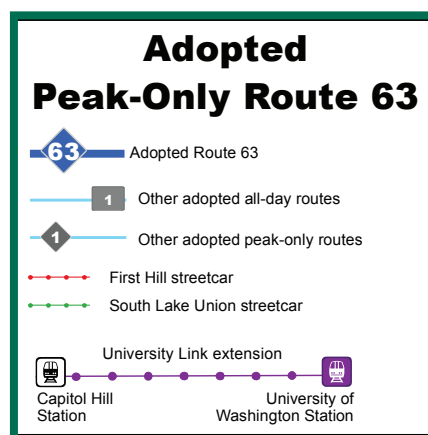 Adopted
Peak-Only Route 63
63 Adopted Route 63
1 Other adopted all-day routes
1 Other adopted peak-only routes
First Hill streetcar
South Lake Union streetcar
University Link extension
Capitol Hill
Station
University of
Washington Station